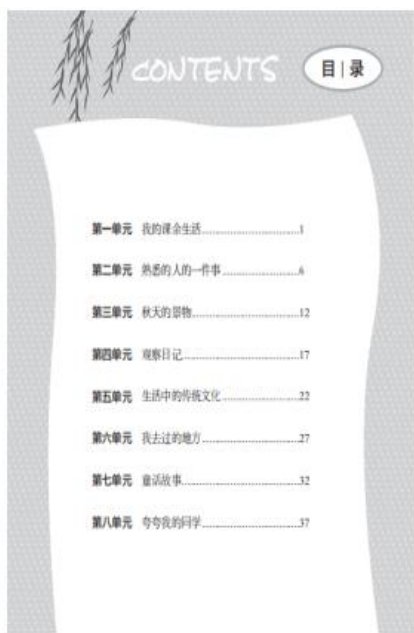 CONTENTS 目|录
第一单元 我的课余生活................................1
第二单元 熟悉的人的一件事................................6
第三单元 秋天的景物................................12
第四单元 观察日记................................17
第五单元 生活中的传统文化................................22
第六单元 我去过的地方................................27
第七单元 童话故事................................32
第八单元 夸夸我的同学................................37